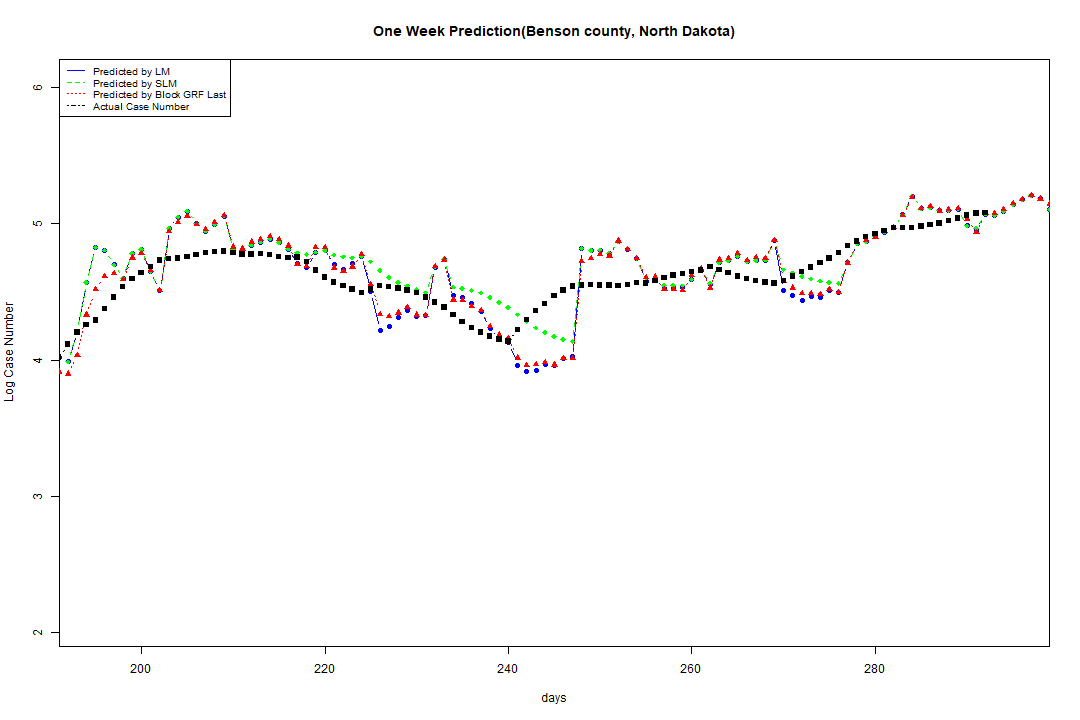 One Week Prediction(Benson county, North Dakota)
Predicted by LM
Predicted by SLM
Predicted by Block GRF Last
Actual Case Number
6
5
4
3
2
Log Case Number
200 220 240 260 280
days